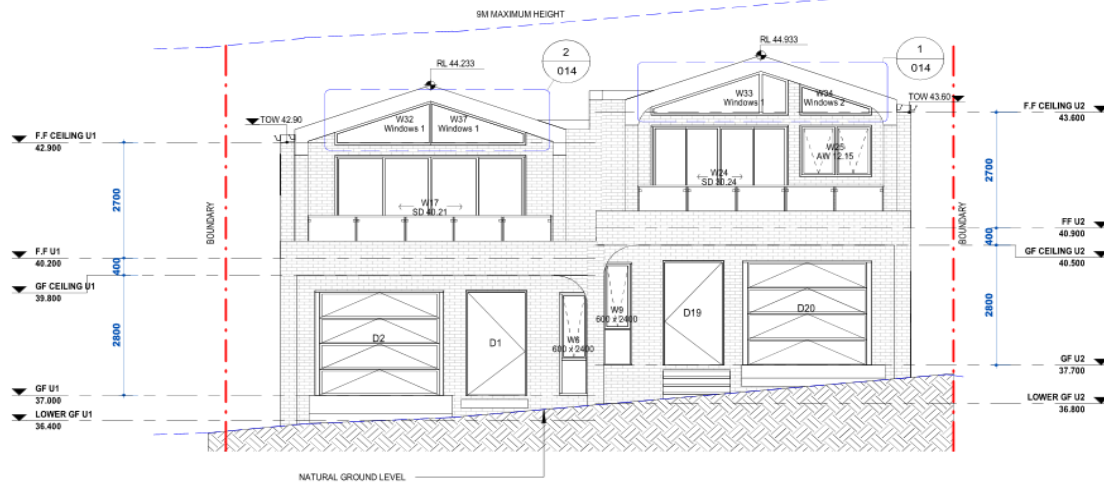 9M MAXIMUM HEIGHT
RL 44.933
2
014
1
014
RL 44.233
W33
Windows 1
W34
Windows 2
TOW 43.60
F.F CEILING U2
43.600
TOW 42.90
W32
Windows 1
W37
Windows 1
F.F CEILING U1
42.900
W25
AW 12.15
W24
SD 30.24
2700
2700
W17
SD 40.21
BOUNDARY
BOUNDARY
FF U2
40.900
F.F U1
40.200
400
400
GF CEILING U2
40.500
GF CEILING U1
39.800
2800
2800
W9
600 x 2400
D19
D20
D2
D1
W8
600 x 2400
GF U2
37.700
GF U1
37.000
LOWER GF U2
36.800
LOWER GF U1
36.400
NATURAL GROUND LEVEL